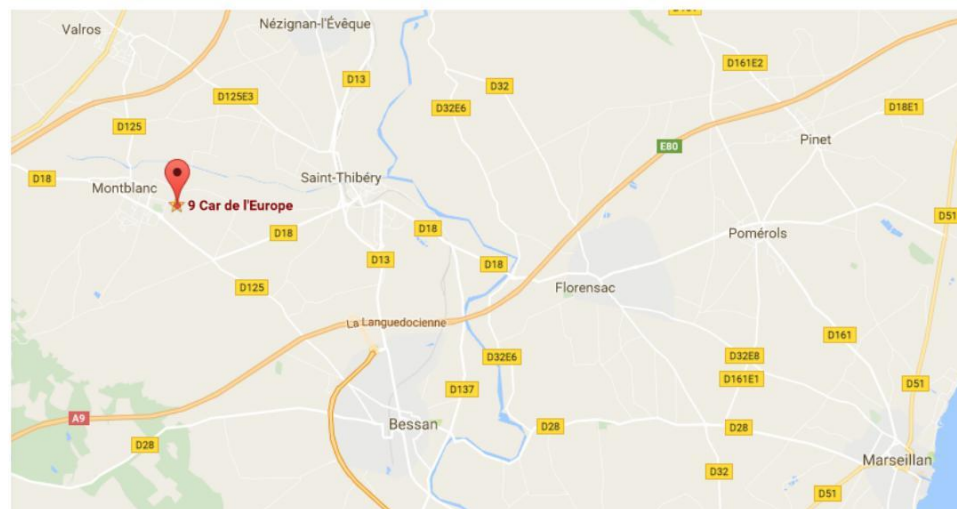 Nézignan-l'Évêque
Valros
D13
D32
D161E2
D125E3
D32E6
D18E1
D125
E80
Pinet
D18
Montblanc
Saint-Thibéry
9 Car de l'Europe
D51
D18
D18
Pomérols
D13
D18
D125
Florensac
La Languedocienne
D161
D32E6
D32E8
D161E1
D51
D137
A9
Bessan
D28
D28
D28
Marseillan
D32
D51